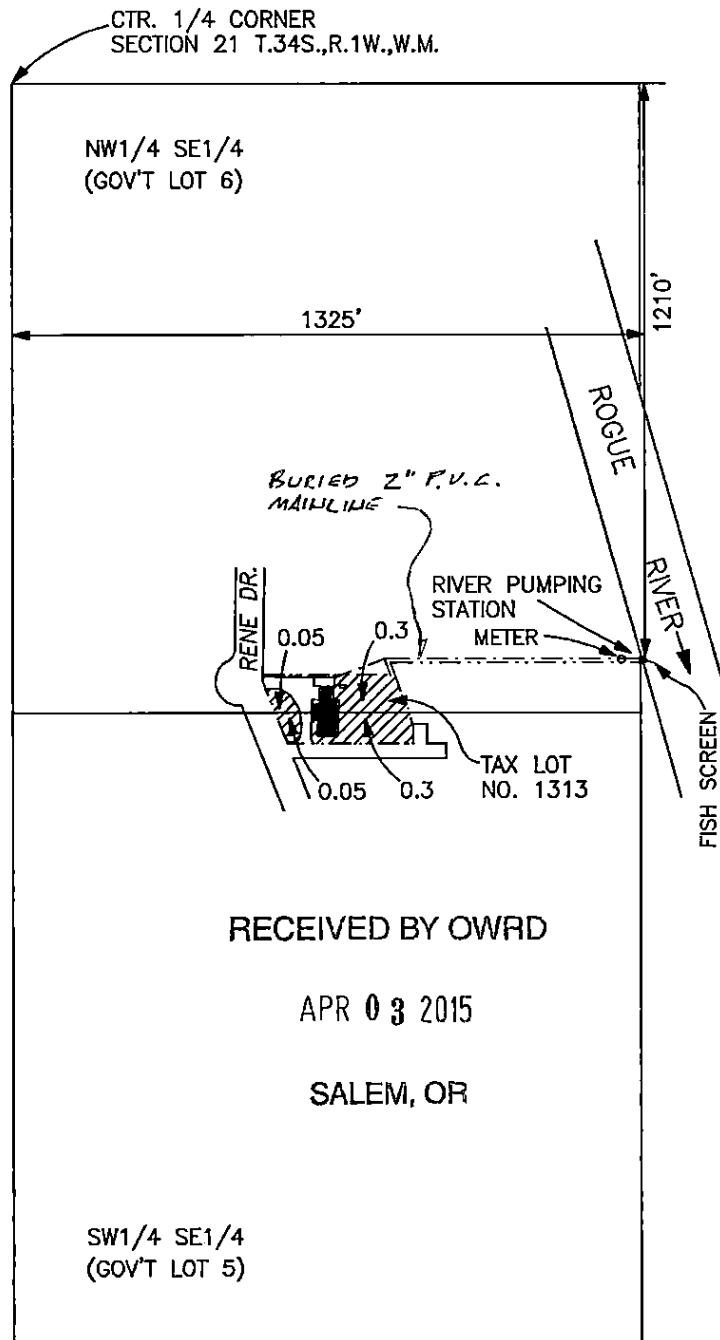 CTR. 1/4 CORNER
SECTION 21 T.34S.,R.1W.,W.M.
NW1/4 SE1/4
(GOV'T LOT 6)
1325'
1210'
ROGUE
RIVER
BURIED 2" P.V.C.
MAINLINE
RENE DR.
RIVER PUMPING
STATION
METER
0.05
0.3
0.05
0.3
TAX LOT
NO. 1313
FISH SCREEN
RECEIVED BY OWRD
APR 03 2015
SALEM, OR
SW1/4 SE1/4
(GOV'T LOT 5)